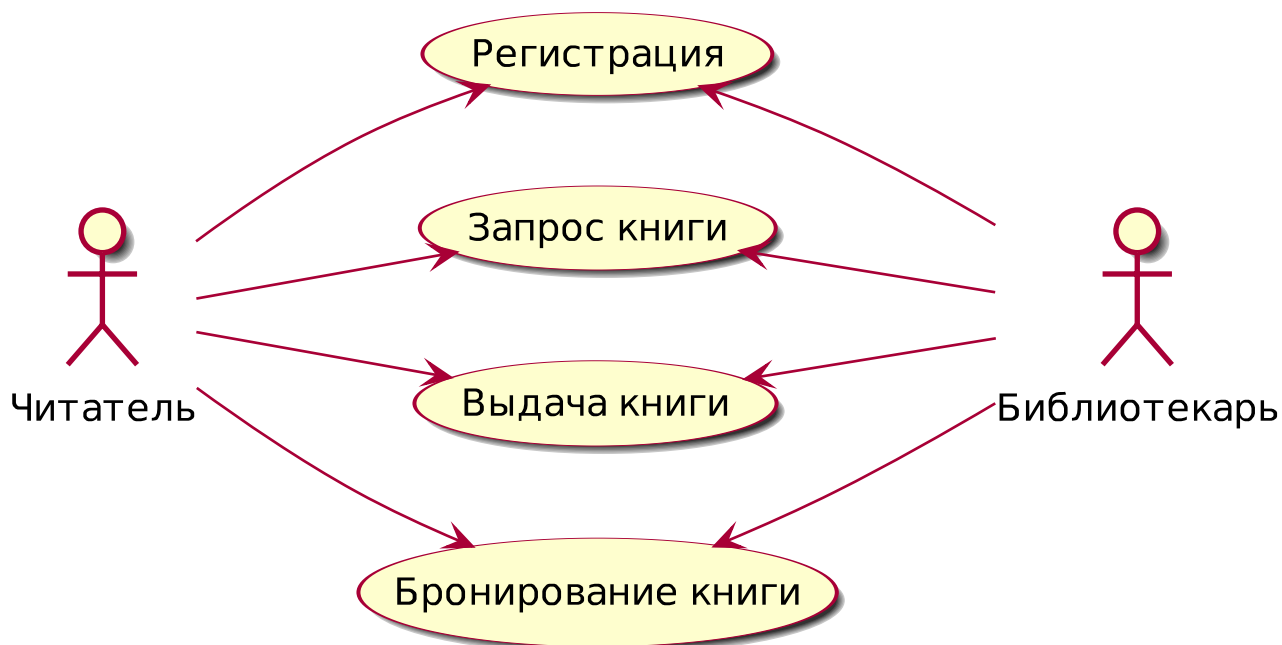 Регистрация
Запрос книги
Выдача книги
Читатель
Библиотекарь
Бронирование книги